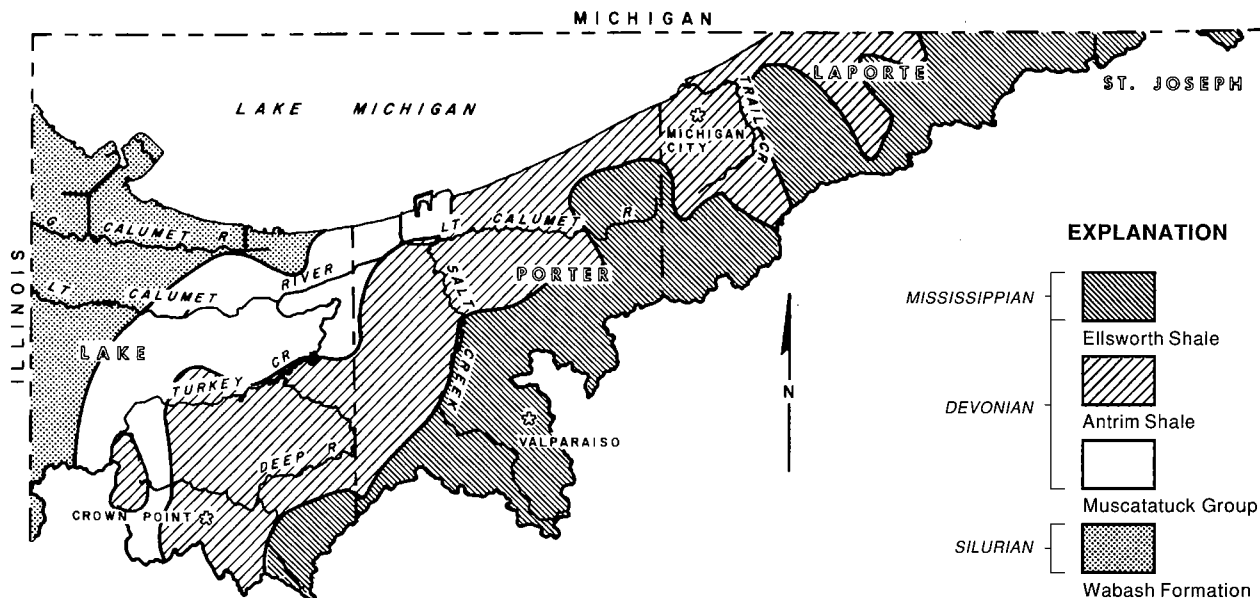 MICHIGAN
LAPORTE
ST. JOSEPH
LAKE MICHIGAN
MICHIGAN
CITY
TRAIL CR
G. CALUMET R
LT CALUMET R
RIVER
LT. CALUMET
ILLINOIS
SALT
PORTER
CREEK
LAKE
TURKEY CR
DEEP R
VALPARAISO
CROWN POINT
N
EXPLANATION
MISSISSIPPIAN
Ellsworth Shale
DEVONIAN
Antrim Shale
Muscatatuck Group
SILURIAN
Wabash Formation